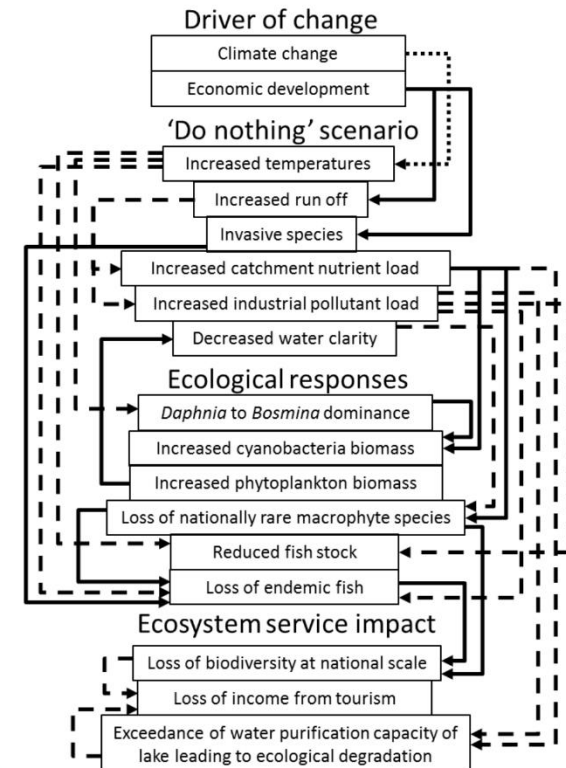 Driver of change
Climate change
Economic development
‘Do nothing’ scenario
Increased temperatures
Increased run off
Invasive species
Increased catchment nutrient load
Increased industrial pollutant load
Decreased water clarity
Ecological responses
Daphnia to Bosmina dominance
Increased cyanobacteria biomass
Increased phytoplankton biomass
Loss of nationally rare macrophyte species
Reduced fish stock
Loss of endemic fish
Ecosystem service impact
Loss of biodiversity at national scale
Loss of income from tourism
Exceedance of water purification capacity of
lake leading to ecological degradation